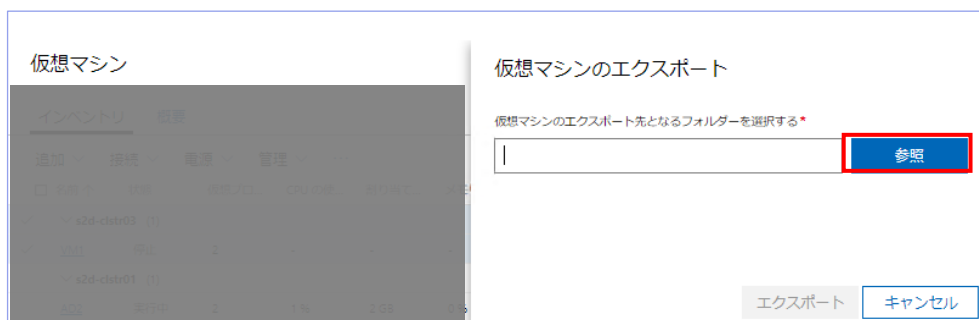 仮想マシン
仮想マシンのエクスポート
インベントリ 概要
仮想マシンのエクスポート先となるフォルダーを選択する*
参照
追加 接続 電源 管理
名前 状態
s2d-clstr03 (1)
停止 2 - - -
s2d-clstr01 (1)
実行中 2 1 %
エクスポート キャンセル